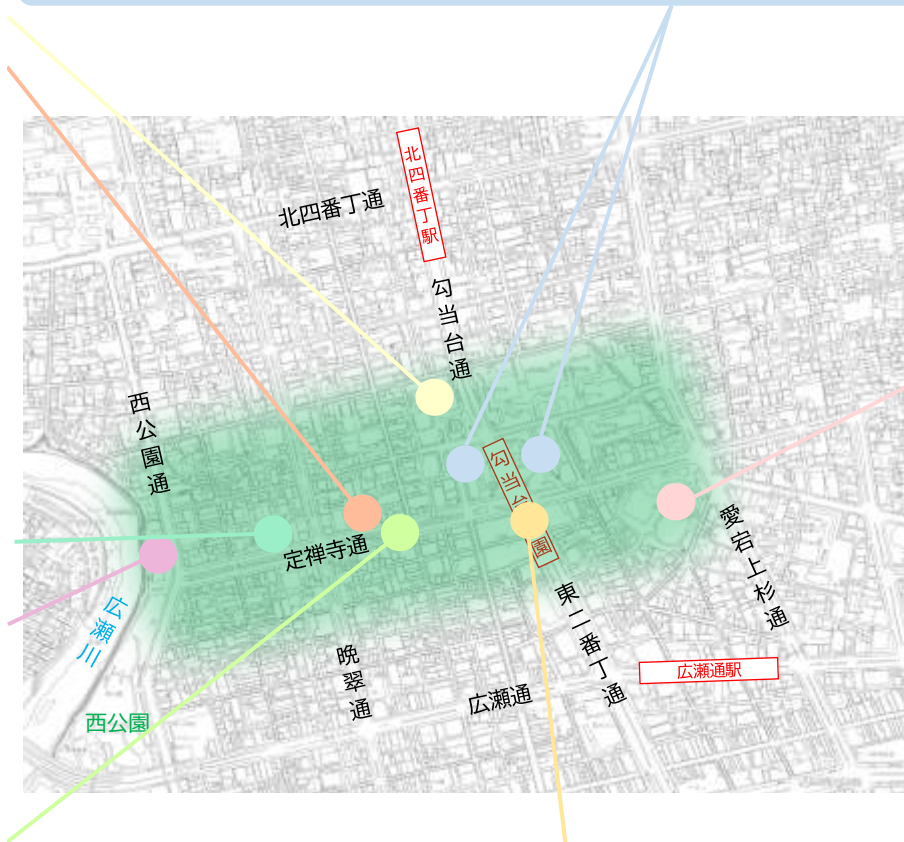 北四番丁駅
北四番丁通
勾当台通
西公園通
勾当台
園
定禅寺通
愛宕上杉通
東二番丁通
広瀬川
晩翠通
広瀬通駅
広瀬通
西公園